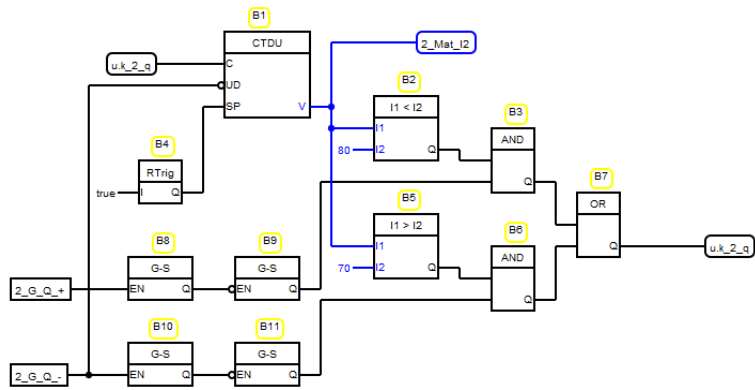 B1
CTDU
u.k_2_q
C
UD
SP
V
2_Mat_I2
B2
I1 < I2
I1
80
I2
Q
B3
AND
Q
B4
RTrig
true
I
Q
B5
I1 > I2
I1
70
I2
Q
B6
AND
Q
B7
OR
Q
u.k_2_q
B8
G-S
2_G_Q_+
EN
Q
B9
G-S
EN
Q
B10
G-S
2_G_Q_-
EN
Q
B11
G-S
EN
Q